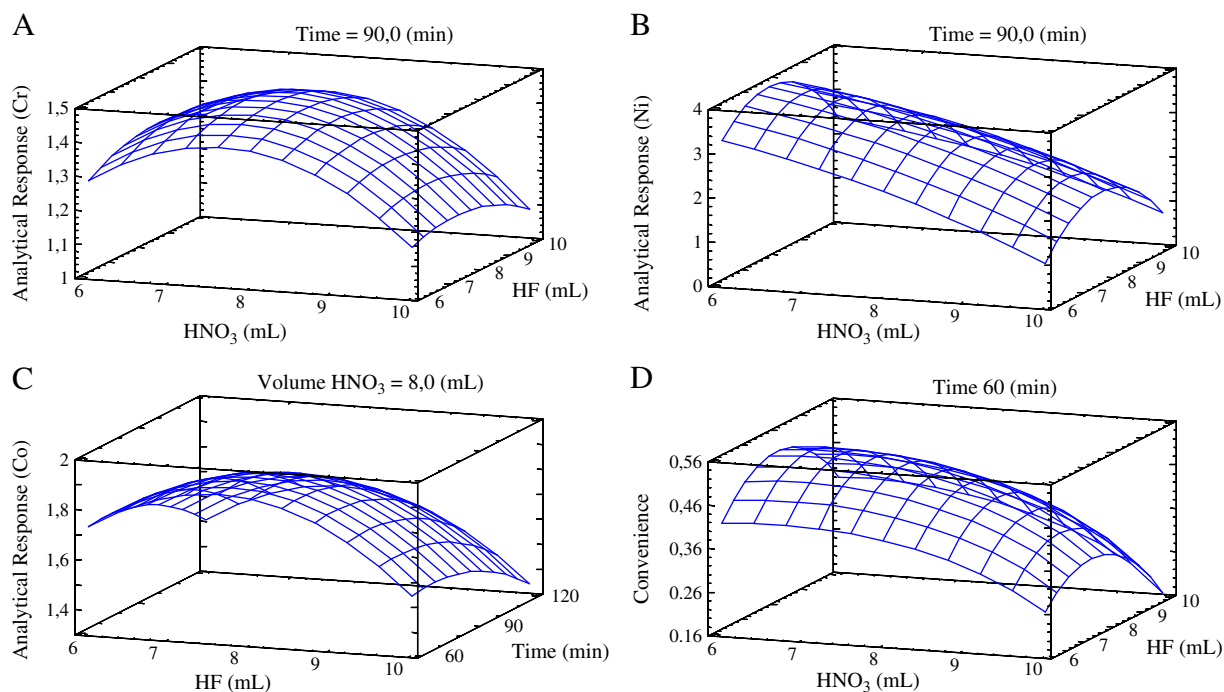 A
Time = 90,0 (min)
Analytical Response (Cr)
1,5
1,4
1,3
1,2
1,1
1
6
7
8
9
10
HNO3 (mL)
6
7
8
9
10
HF (mL)
B
Time = 90,0 (min)
Analytical Response (Ni)
4
3
2
1
0
6
7
8
9
10
HNO3 (mL)
6
7
8
9
10
HF (mL)
C
Volume HNO3 = 8,0 (mL)
Analytical Response (Co)
2
1,8
1,6
1,4
6
7
8
9
10
HF (mL)
60
90
120
Time (min)
D
Time 60 (min)
Convenience
0.56
0.46
0.36
0.26
0.16
6
7
8
9
10
HNO3 (mL)
6
7
8
9
10
HF (mL)